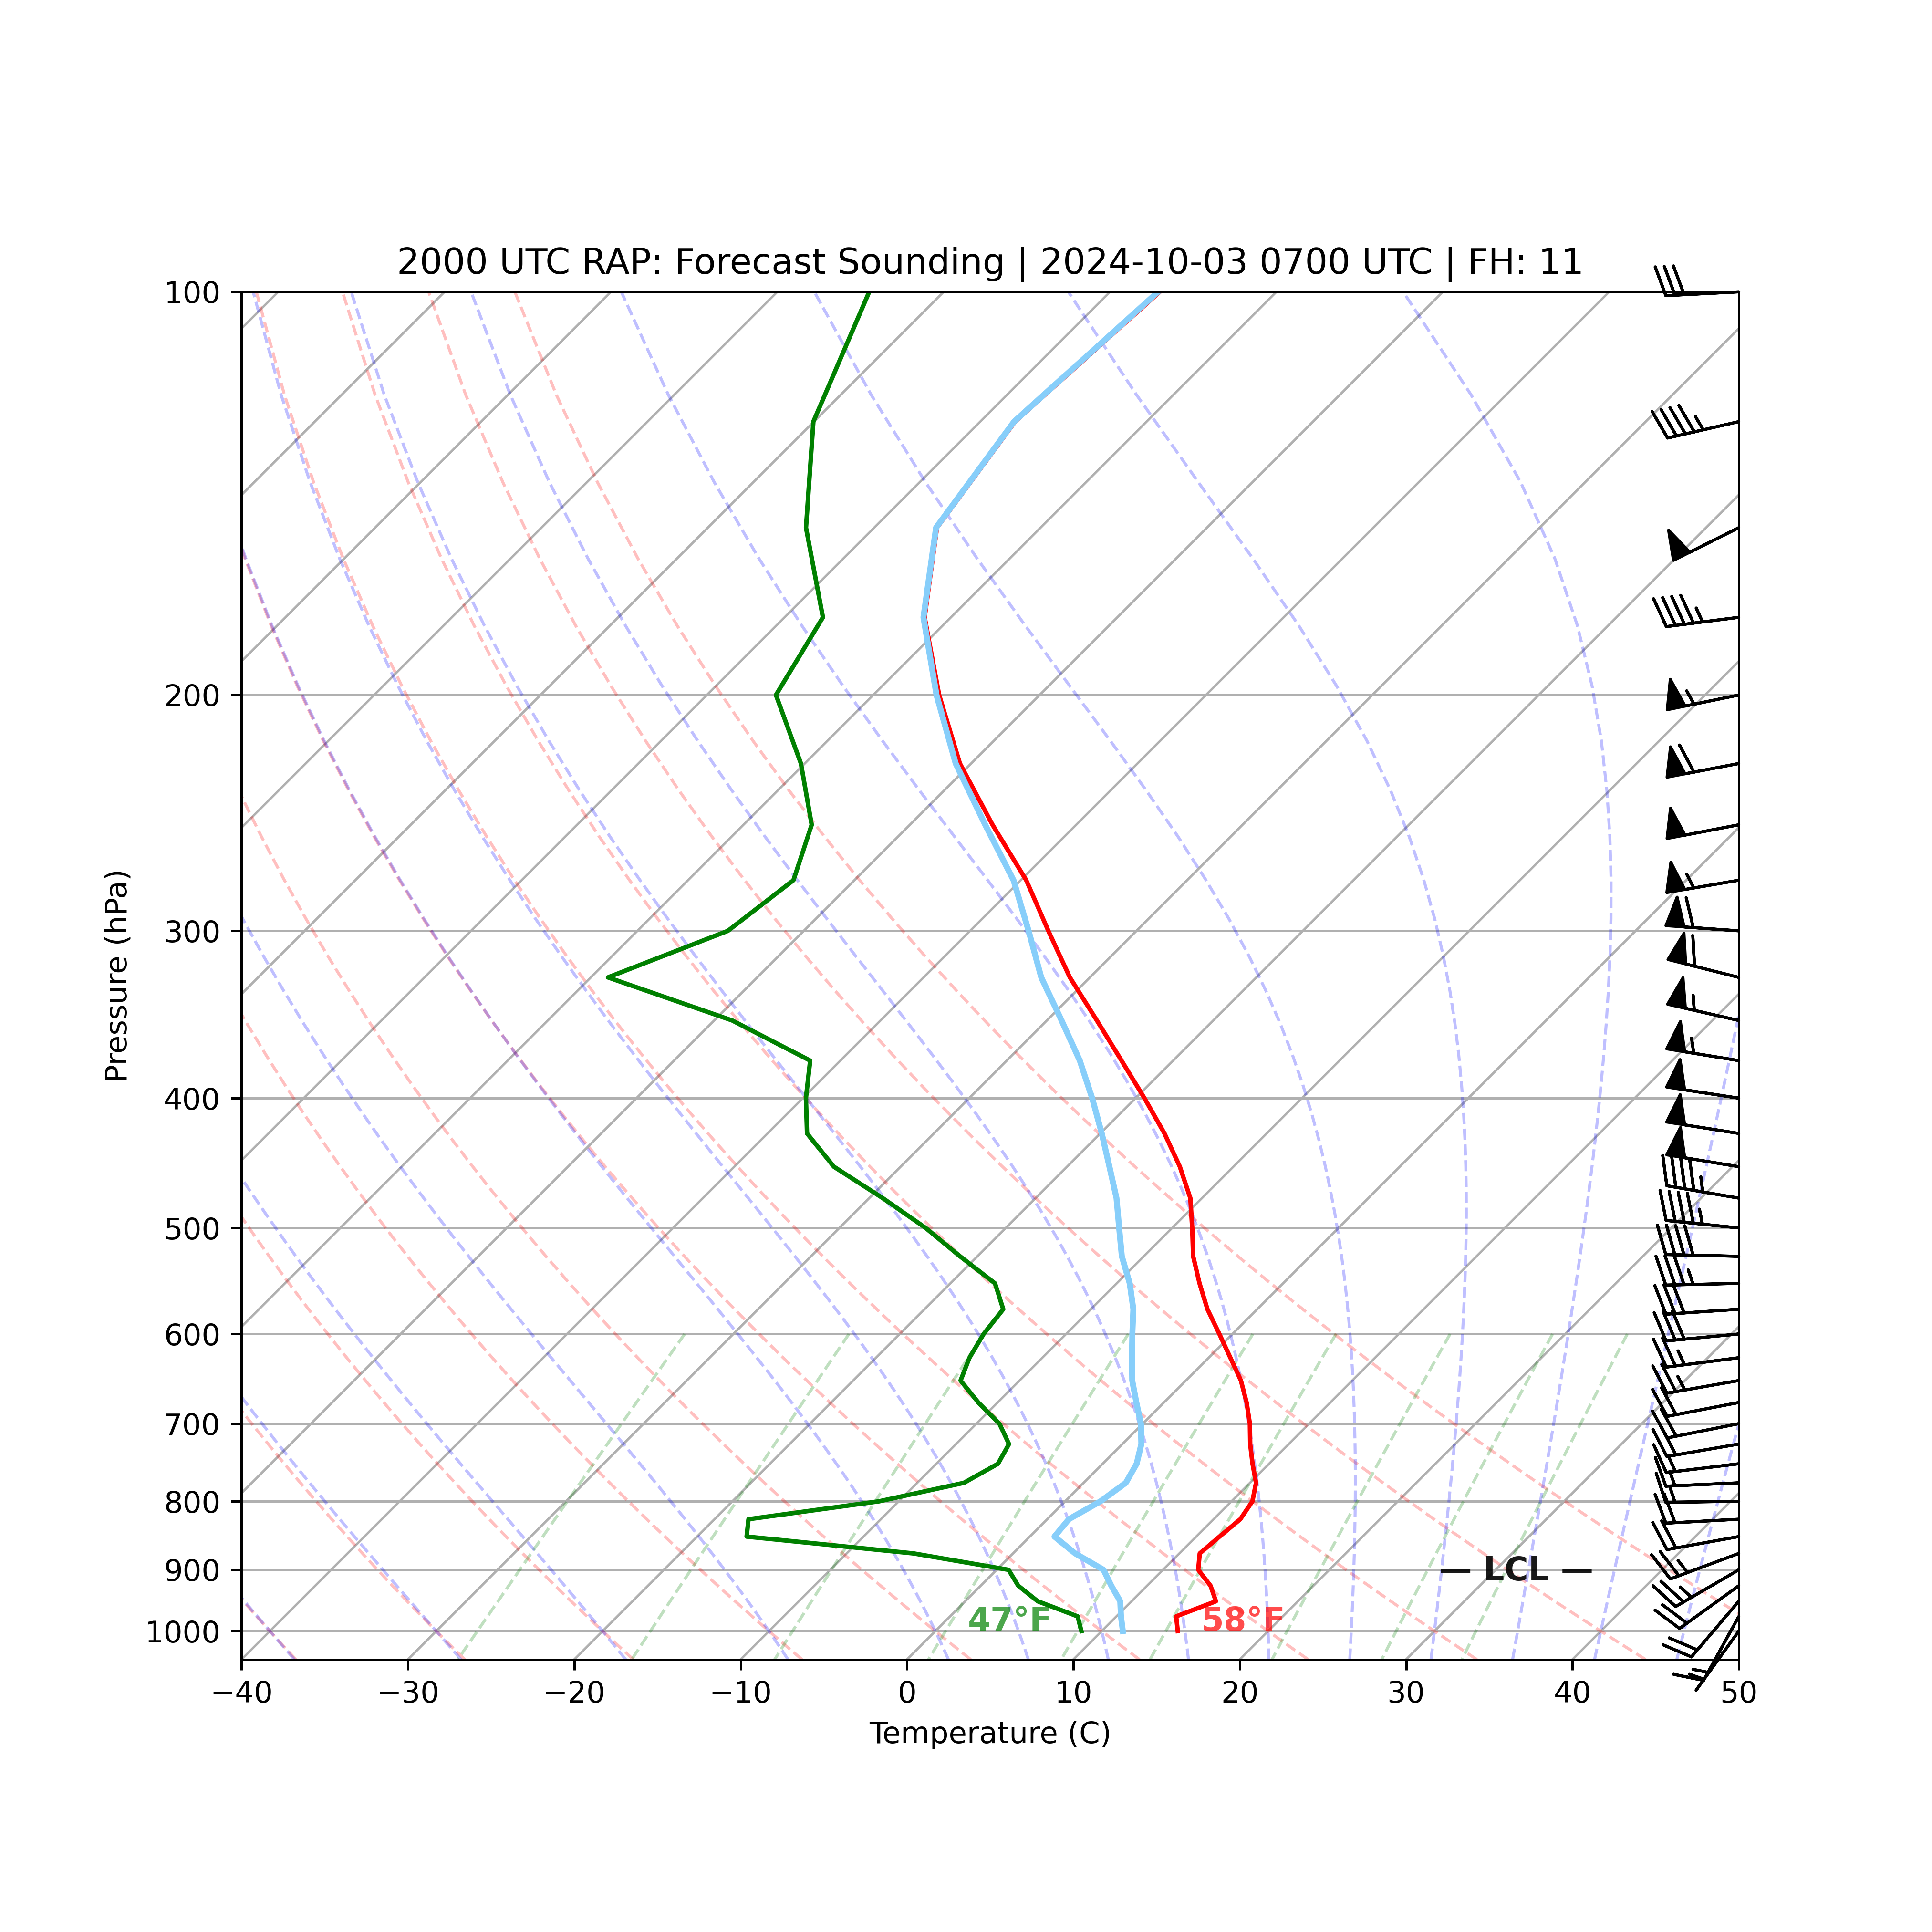 2000 UTC RAP: Forecast Sounding | 2024-10-03 0700 UTC | FH: 11
100
200
300
400
500
600
700
800
900
1000
Pressure (hPa)
— LCL —
47°F 58°F
−40 −30 −20 −10 0 10 20 30 40 50
Temperature (C)